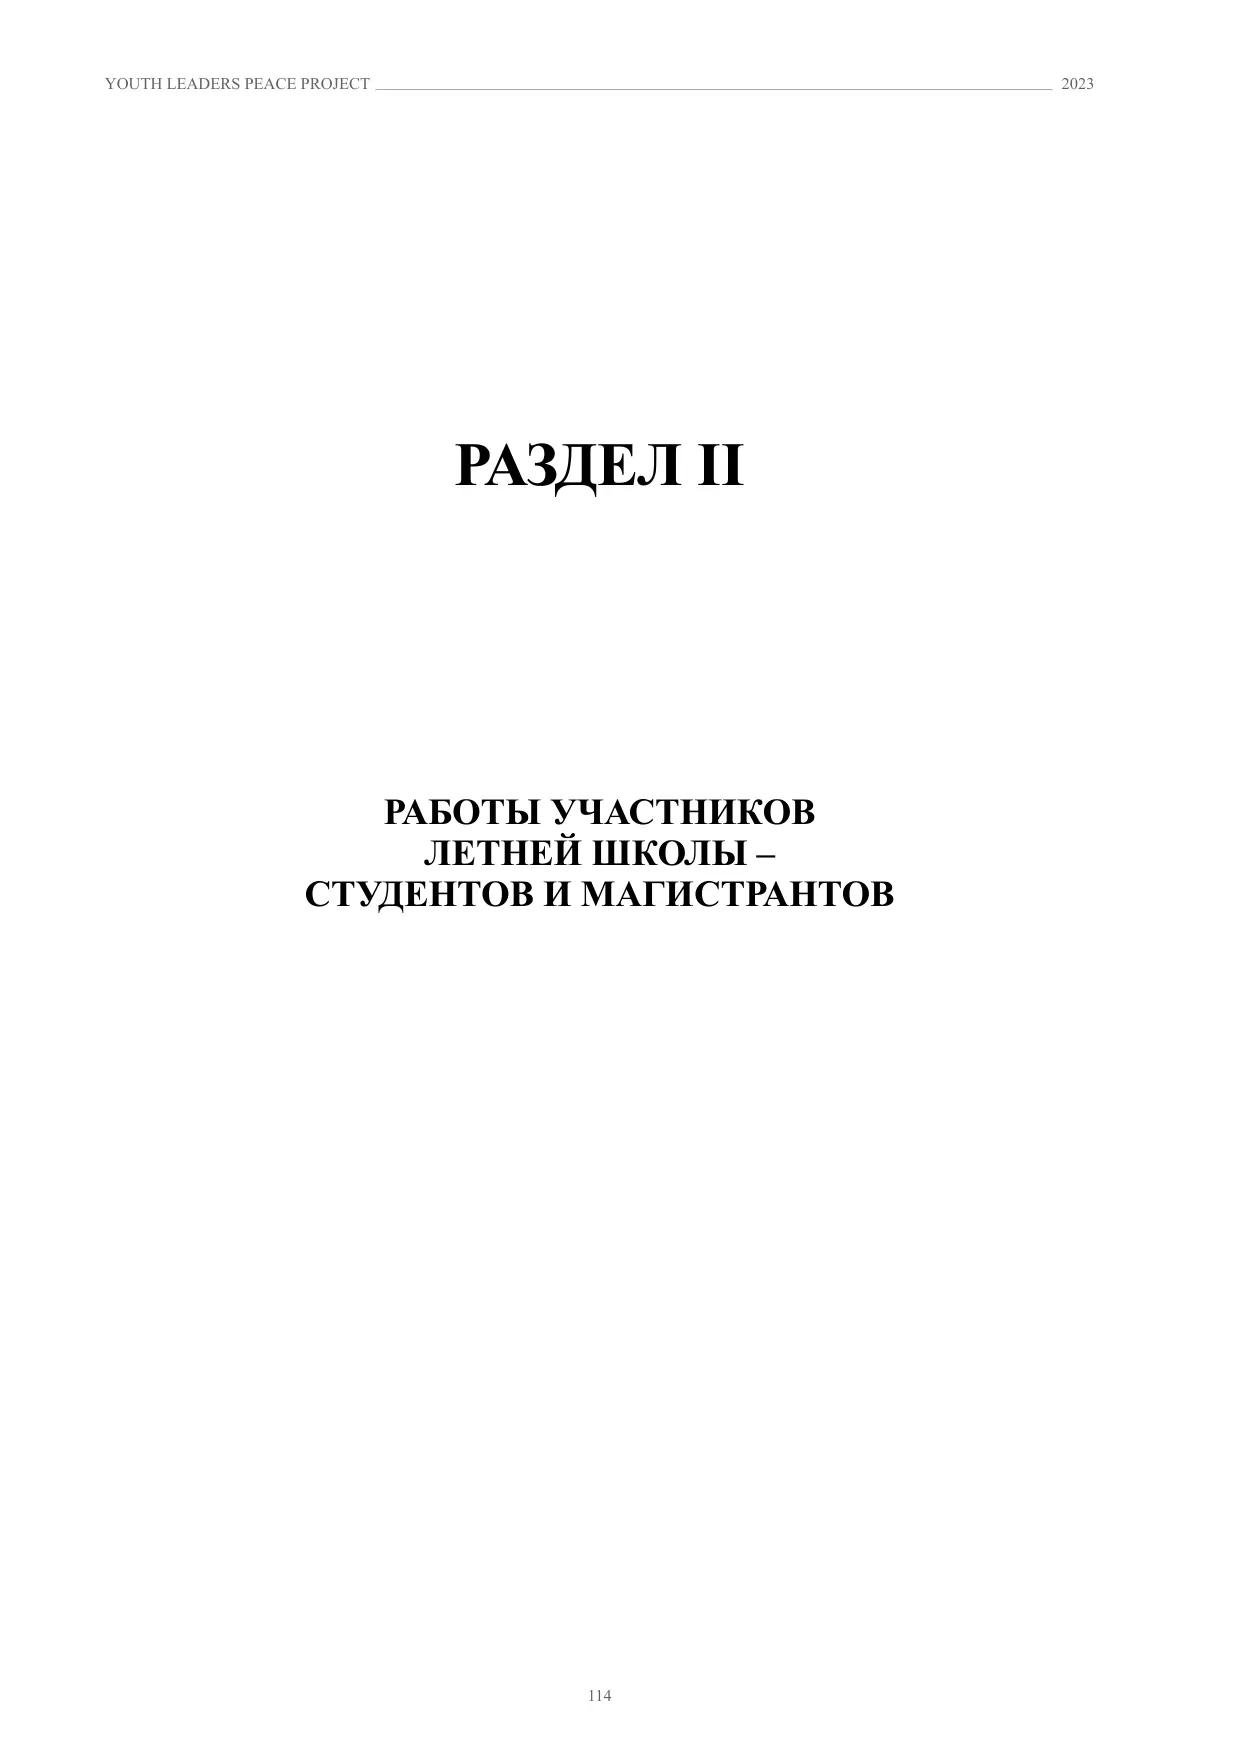 YOUTH LEADERS PEACE PROJECT 2023
РАЗДЕЛ II
РАБОТЫ УЧАСТНИКОВ
ЛЕТНЕЙ ШКОЛЫ –
СТУДЕНТОВ И МАГИСТРАНТОВ
114